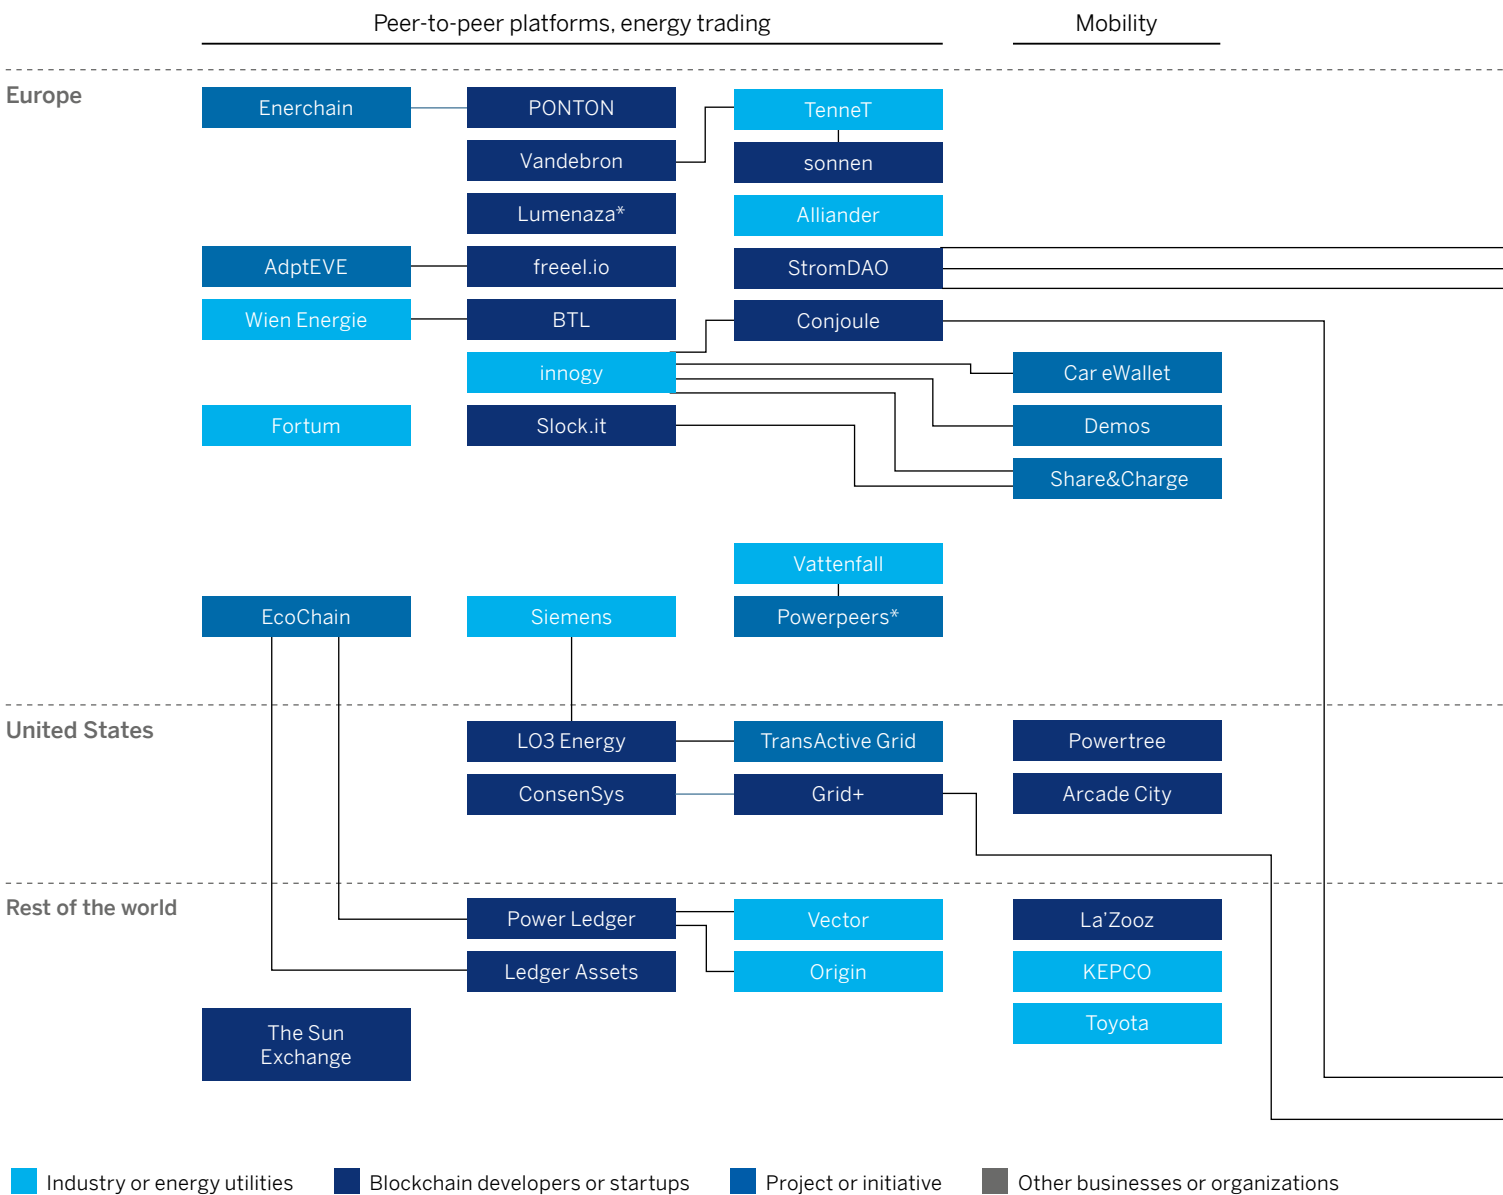 Peer-to-peer platforms, energy trading
Mobility
Europe
Enerchain
PONTON
TenneT
Vandebron
sonnen
Lumenaza*
Alliander
AdptEVE
freeel.io
StromDAO
Wien Energie
BTL
Conjoule
innogy
Car eWallet
Fortum
Slock.it
Demos
Share&Charge
Vattenfall
EcoChain
Siemens
Powerpeers*
United States
LO3 Energy
TransActive Grid
Powertree
ConsenSys
Grid+
Arcade City
Rest of the world
Power Ledger
Vector
La'Zooz
Ledger Assets
Origin
KEPCO
The Sun
Exchange
Toyota
Industry or energy utilities
Blockchain developers or startups
Project or initiative
Other businesses or organizations